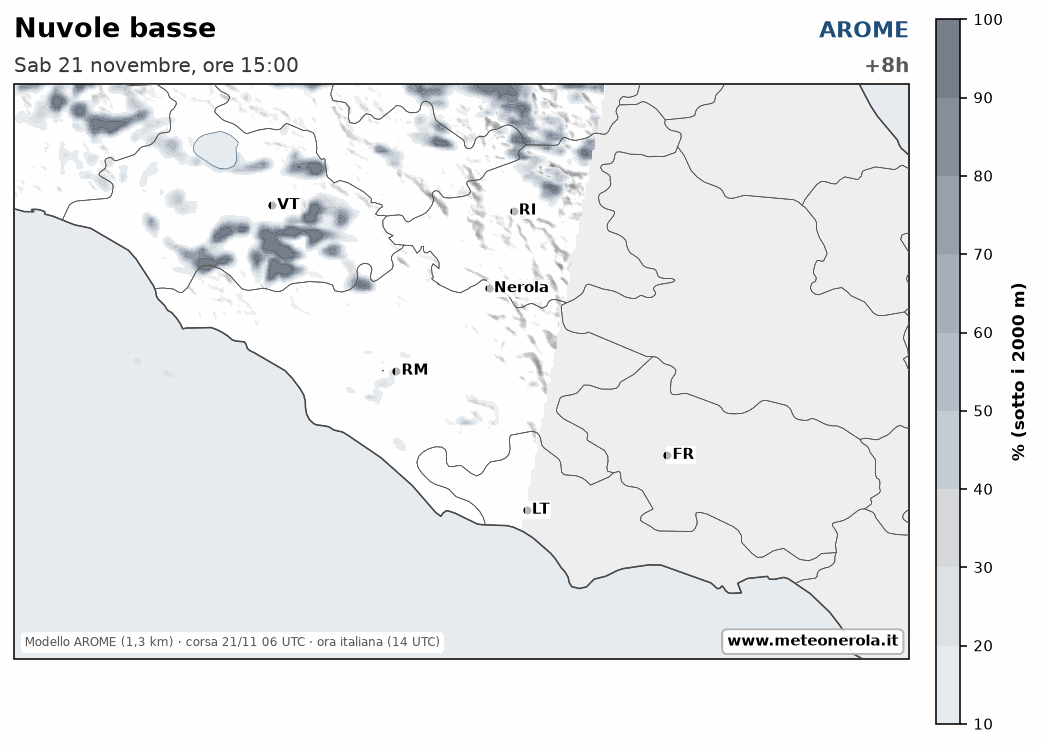 Nuvole basse
AROME
Sab 21 novembre, ore 15:00
+8h
VT
RI
Nerola
RM
FR
LT
Modello AROME (1,3 km) · corsa 21/11 06 UTC · ora italiana (14 UTC)
www.meteonerola.it
100
90
80
70
60
50
40
30
20
10
% (sotto i 2000 m)